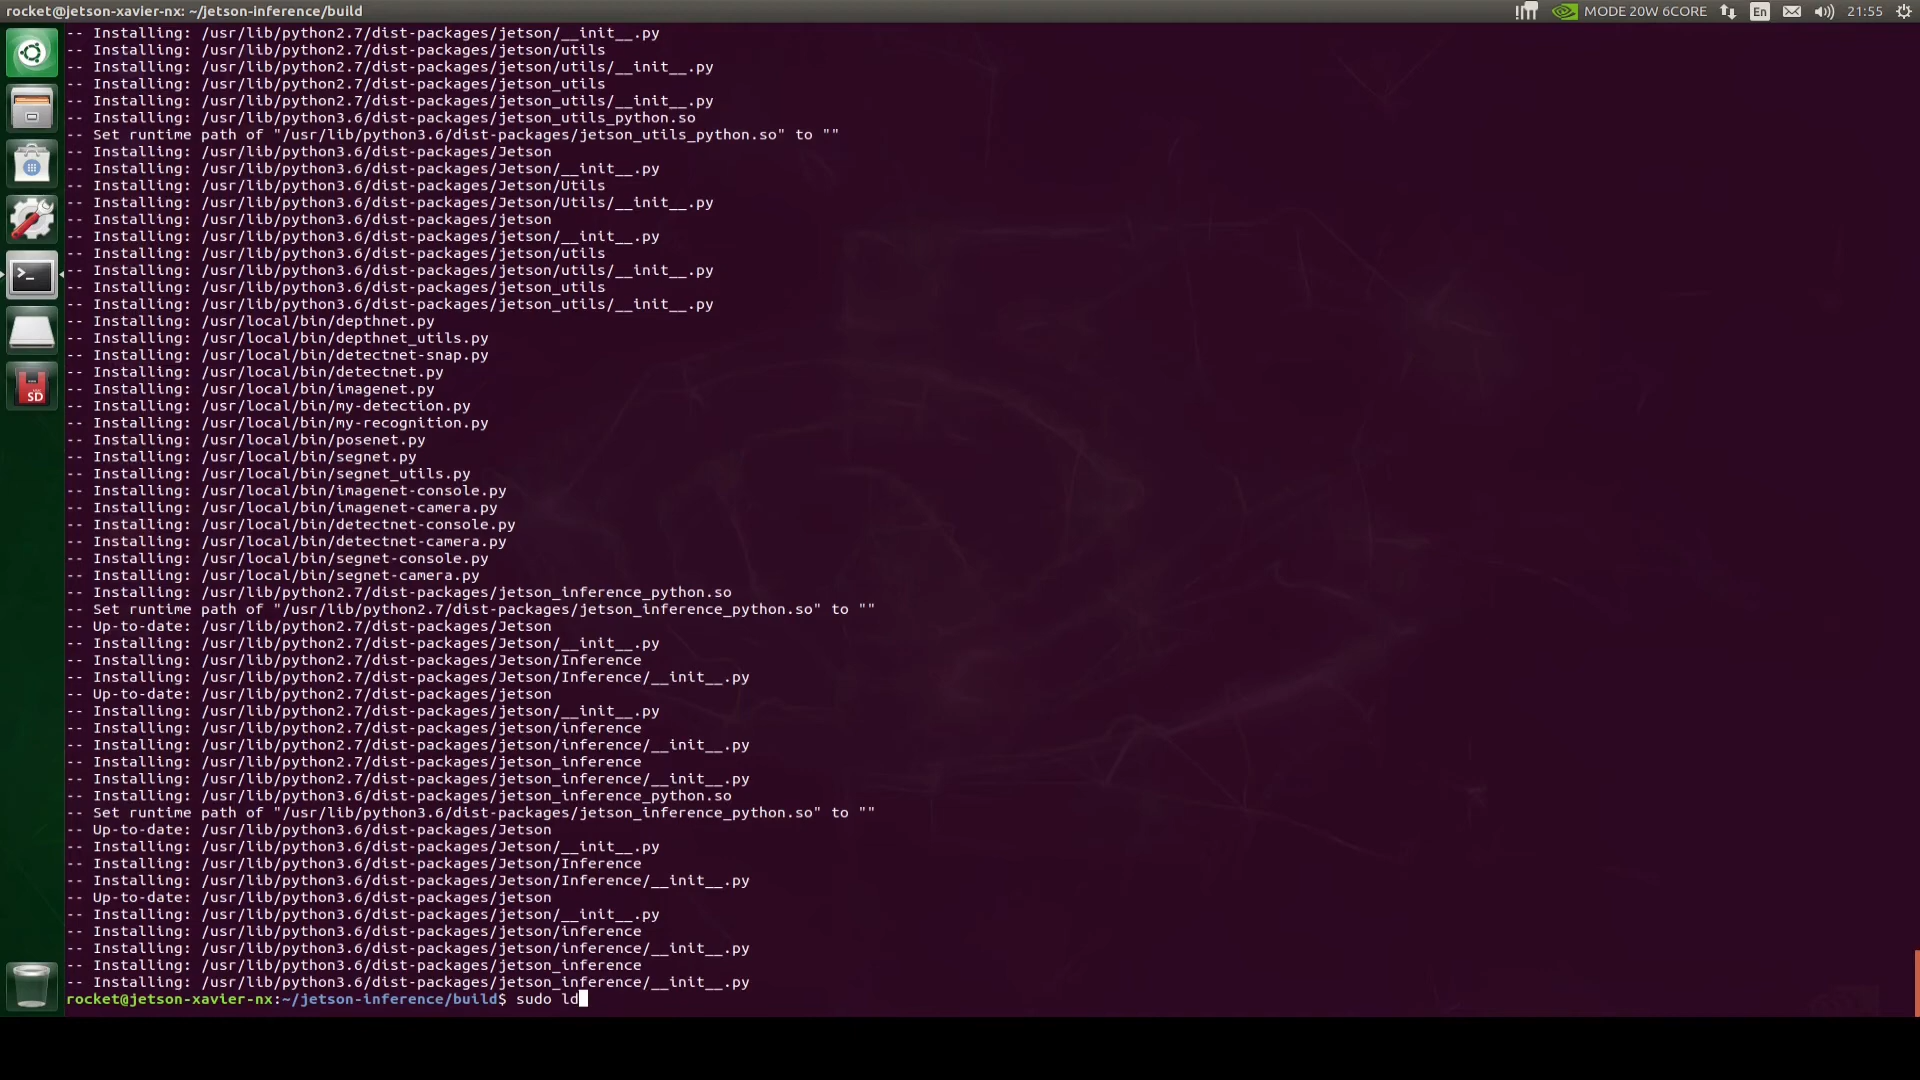 rocket@jetson-xavier-nx: ~/jetson-inference/build
MODE 20W 6CORE
En
21:55
-- Installing: /usr/lib/python2.7/dist-packages/jetson/__init__.py
-- Installing: /usr/lib/python2.7/dist-packages/jetson/utils
-- Installing: /usr/lib/python2.7/dist-packages/jetson/utils/__init__.py
-- Installing: /usr/lib/python2.7/dist-packages/jetson_utils
-- Installing: /usr/lib/python2.7/dist-packages/jetson_utils/__init__.py
-- Installing: /usr/lib/python3.6/dist-packages/jetson_utils_python.so
-- Set runtime path of "/usr/lib/python3.6/dist-packages/jetson_utils_python.so" to ""
-- Installing: /usr/lib/python3.6/dist-packages/Jetson
-- Installing: /usr/lib/python3.6/dist-packages/Jetson/__init__.py
-- Installing: /usr/lib/python3.6/dist-packages/Jetson/Utils
-- Installing: /usr/lib/python3.6/dist-packages/Jetson/Utils/__init__.py
-- Installing: /usr/lib/python3.6/dist-packages/jetson
-- Installing: /usr/lib/python3.6/dist-packages/jetson/__init__.py
-- Installing: /usr/lib/python3.6/dist-packages/jetson/utils
-- Installing: /usr/lib/python3.6/dist-packages/jetson/utils/__init__.py
-- Installing: /usr/lib/python3.6/dist-packages/jetson_utils
-- Installing: /usr/lib/python3.6/dist-packages/jetson_utils/__init__.py
-- Installing: /usr/local/bin/depthnet.py
-- Installing: /usr/local/bin/depthnet_utils.py
-- Installing: /usr/local/bin/detectnet-snap.py
-- Installing: /usr/local/bin/detectnet.py
-- Installing: /usr/local/bin/imagenet.py
-- Installing: /usr/local/bin/my-detection.py
-- Installing: /usr/local/bin/my-recognition.py
-- Installing: /usr/local/bin/posenet.py
-- Installing: /usr/local/bin/segnet.py
-- Installing: /usr/local/bin/segnet_utils.py
-- Installing: /usr/local/bin/imagenet-console.py
-- Installing: /usr/local/bin/imagenet-camera.py
-- Installing: /usr/local/bin/detectnet-console.py
-- Installing: /usr/local/bin/detectnet-camera.py
-- Installing: /usr/local/bin/segnet-console.py
-- Installing: /usr/local/bin/segnet-camera.py
-- Installing: /usr/lib/python2.7/dist-packages/jetson_inference_python.so
-- Set runtime path of "/usr/lib/python2.7/dist-packages/jetson_inference_python.so" to ""
-- Up-to-date: /usr/lib/python2.7/dist-packages/Jetson
-- Installing: /usr/lib/python2.7/dist-packages/Jetson/__init__.py
-- Installing: /usr/lib/python2.7/dist-packages/Jetson/Inference
-- Installing: /usr/lib/python2.7/dist-packages/Jetson/Inference/__init__.py
-- Up-to-date: /usr/lib/python2.7/dist-packages/jetson
-- Installing: /usr/lib/python2.7/dist-packages/jetson/__init__.py
-- Installing: /usr/lib/python2.7/dist-packages/jetson/inference
-- Installing: /usr/lib/python2.7/dist-packages/jetson/inference/__init__.py
-- Installing: /usr/lib/python2.7/dist-packages/jetson_inference
-- Installing: /usr/lib/python2.7/dist-packages/jetson_inference/__init__.py
-- Installing: /usr/lib/python3.6/dist-packages/jetson_inference_python.so
-- Set runtime path of "/usr/lib/python3.6/dist-packages/jetson_inference_python.so" to ""
-- Up-to-date: /usr/lib/python3.6/dist-packages/Jetson
-- Installing: /usr/lib/python3.6/dist-packages/Jetson/__init__.py
-- Installing: /usr/lib/python3.6/dist-packages/Jetson/Inference
-- Installing: /usr/lib/python3.6/dist-packages/Jetson/Inference/__init__.py
-- Up-to-date: /usr/lib/python3.6/dist-packages/jetson
-- Installing: /usr/lib/python3.6/dist-packages/jetson/__init__.py
-- Installing: /usr/lib/python3.6/dist-packages/jetson/inference
-- Installing: /usr/lib/python3.6/dist-packages/jetson/inference/__init__.py
-- Installing: /usr/lib/python3.6/dist-packages/jetson_inference
-- Installing: /usr/lib/python3.6/dist-packages/jetson_inference/__init__.py
rocket@jetson-xavier-nx:~/jetson-inference/build$ sudo ld
SD